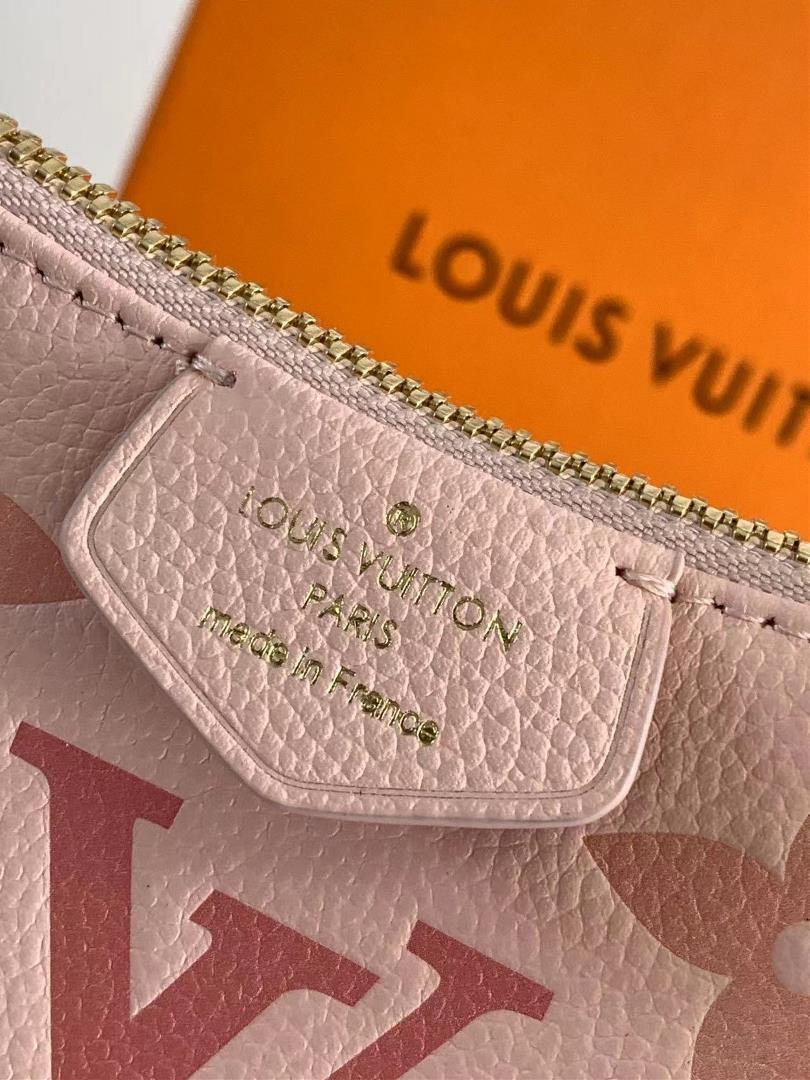 LOUIS VUIT
®
LOUIS VUITTON
PARIS
made in France